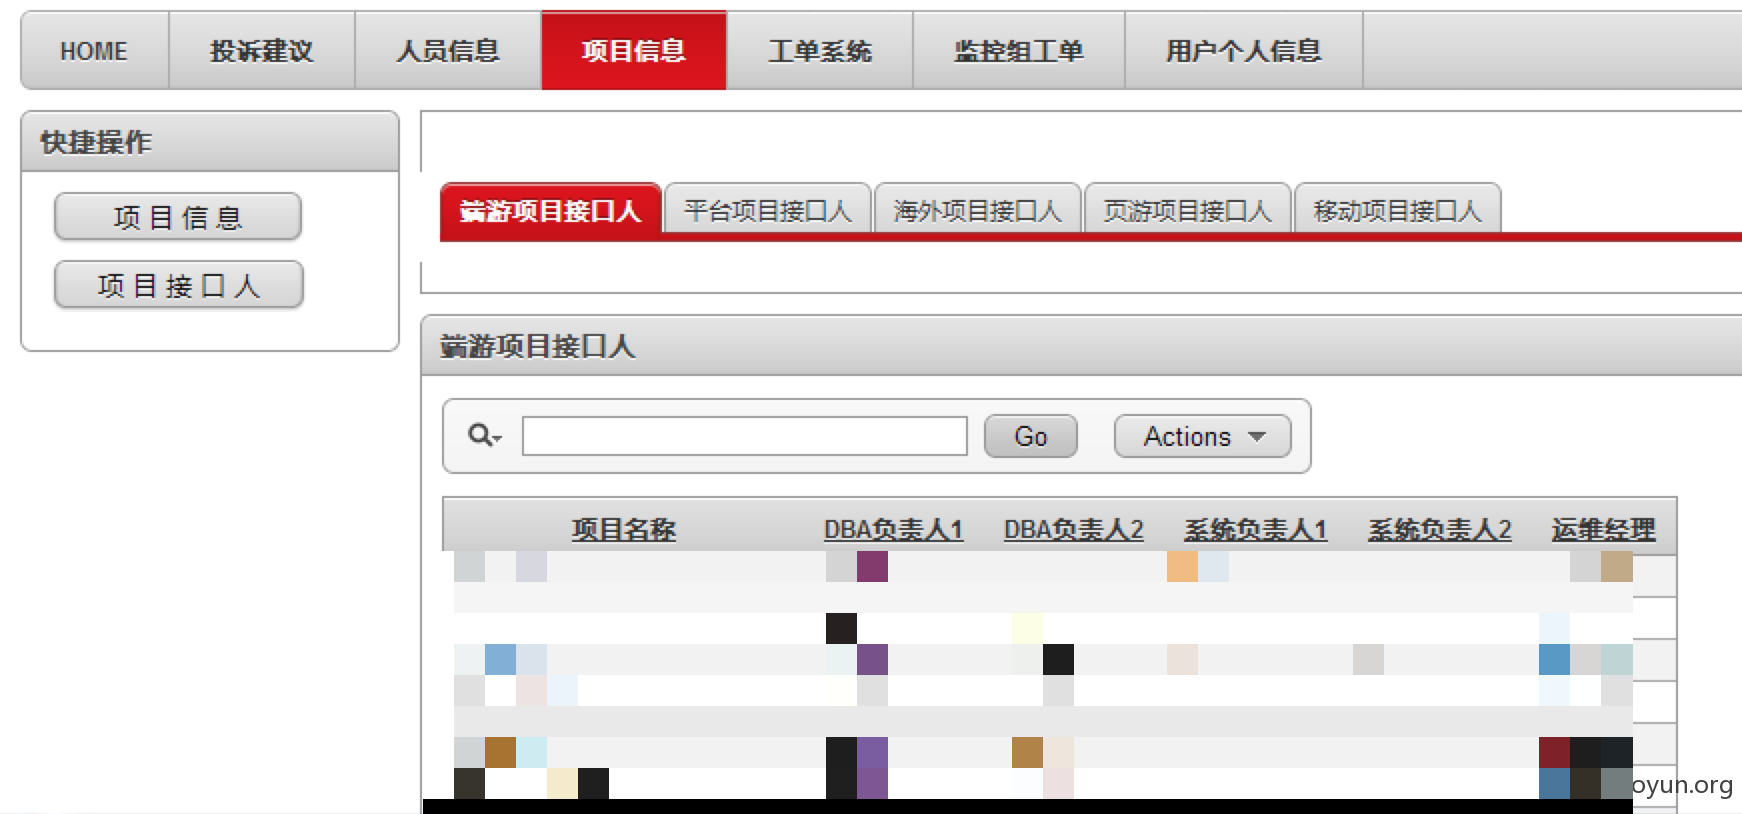 HOME 投诉建议 人员信息 项目信息 工单系统 监控组工单 用户个人信息
快捷操作
项目信息
项目接口人
端游项目接口人 平台项目接口人 海外项目接口人 页游项目接口人 移动项目接口人
端游项目接口人
Go Actions
项目名称 DBA负责人1 DBA负责人2 系统负责人1 系统负责人2 运维经理
oyun.org